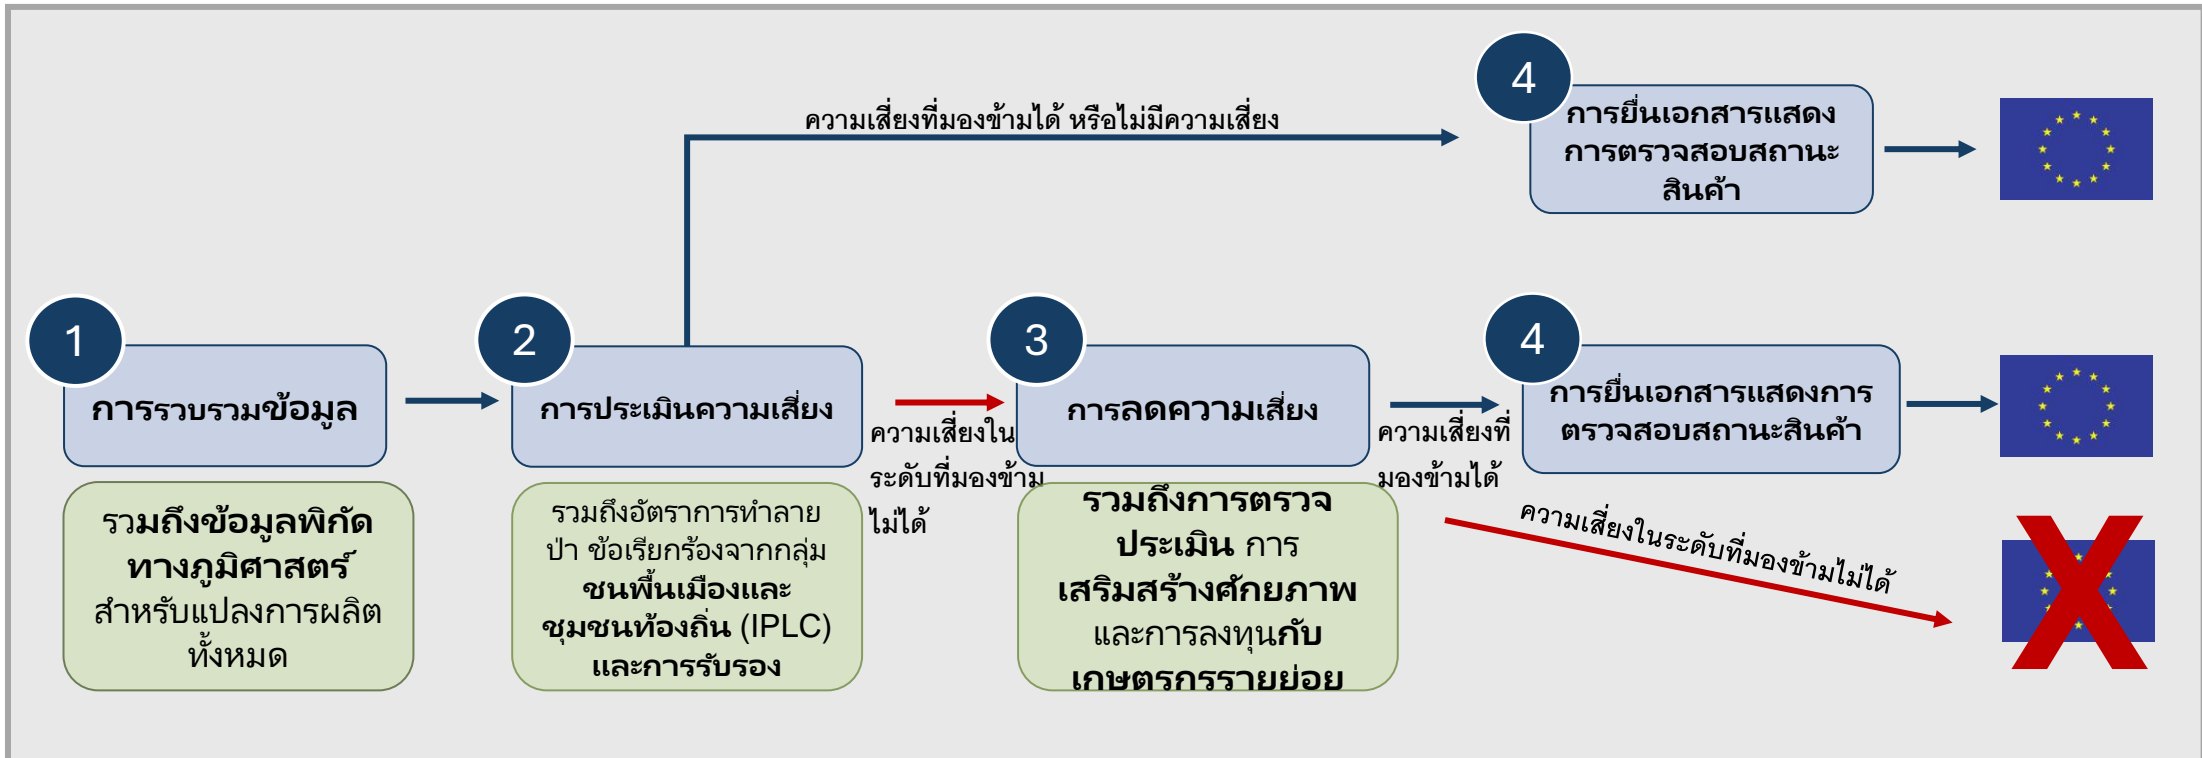 4
การยื่นเอกสารแสดง
การตรวจสอบสถานะ
สินค้า
ความเสี่ยงที่มองข้ามได้ หรือไม่มีความเสี่ยง
1
การรวบรวมข้อมูล
รวมถึงข้อมูลพิกัด
ทางภูมิศาสตร์
สำหรับแปลงการผลิต
ทั้งหมด
2
การประเมินความเสี่ยง
รวมถึงอัตราการทำลาย
ป่า ข้อเรียกร้องจากกลุ่ม
ชนพื้นเมืองและ
ชุมชนท้องถิ่น (IPLC)
และการรับรอง
ความเสี่ยงใน
ระดับที่มองข้าม
ไม่ได้
3
การลดความเสี่ยง
รวมถึงการตรวจ
ประเมิน การ
เสริมสร้างศักยภาพ
และการลงทุนกับ
เกษตรกรรายย่อย
ความเสี่ยงที่
มองข้ามได้
4
การยื่นเอกสารแสดงการ
ตรวจสอบสถานะสินค้า
ความเสี่ยงในระดับที่มองข้ามไม่ได้
X